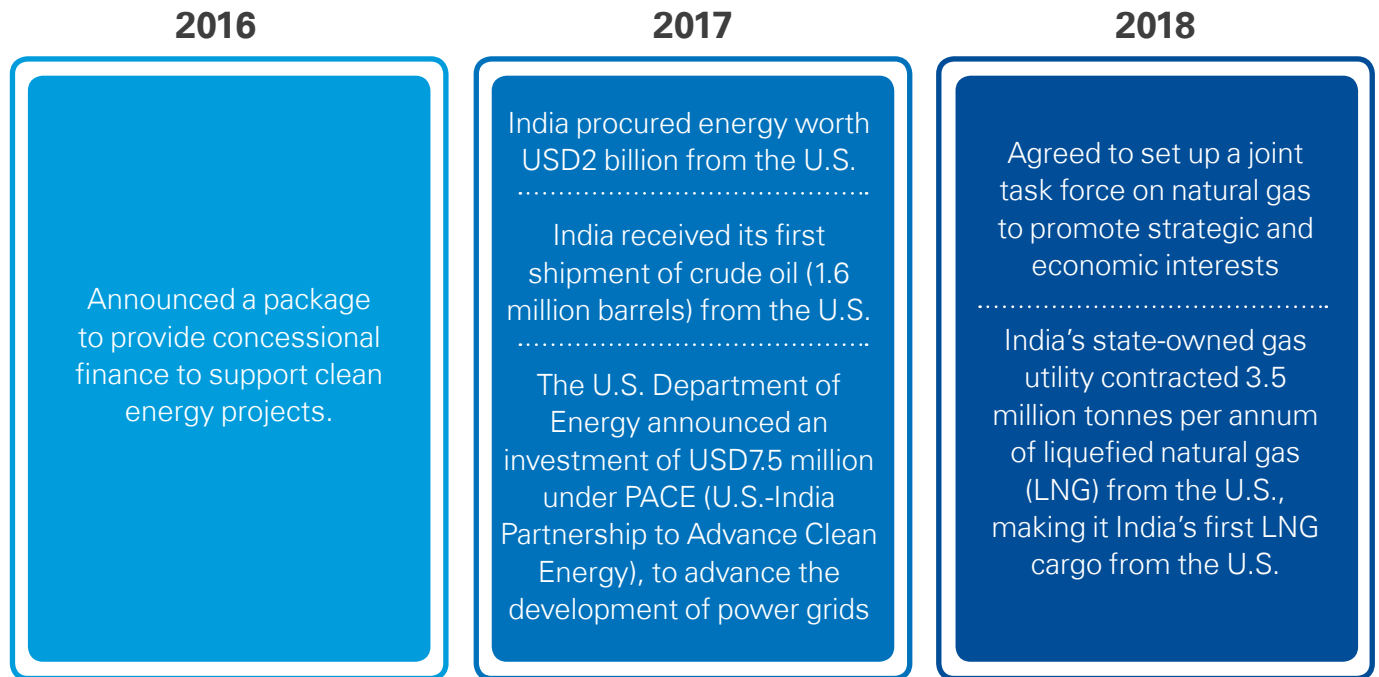 2016
Announced a package
to provide concessional
finance to support clean
energy projects.
2017
India procured energy worth
USD2 billion from the U.S.
India received its first
shipment of crude oil (1.6
million barrels) from the U.S.
The U.S. Department of
Energy announced an
investment of USD7.5 million
under PACE (U.S.-India
Partnership to Advance Clean
Energy), to advance the
development of power grids
2018
Agreed to set up a joint
task force on natural gas
to promote strategic and
economic interests
India's state-owned gas
utility contracted 3.5
million tonnes per annum
of liquefied natural gas
(LNG) from the U.S.,
making it India's first LNG
cargo from the U.S.